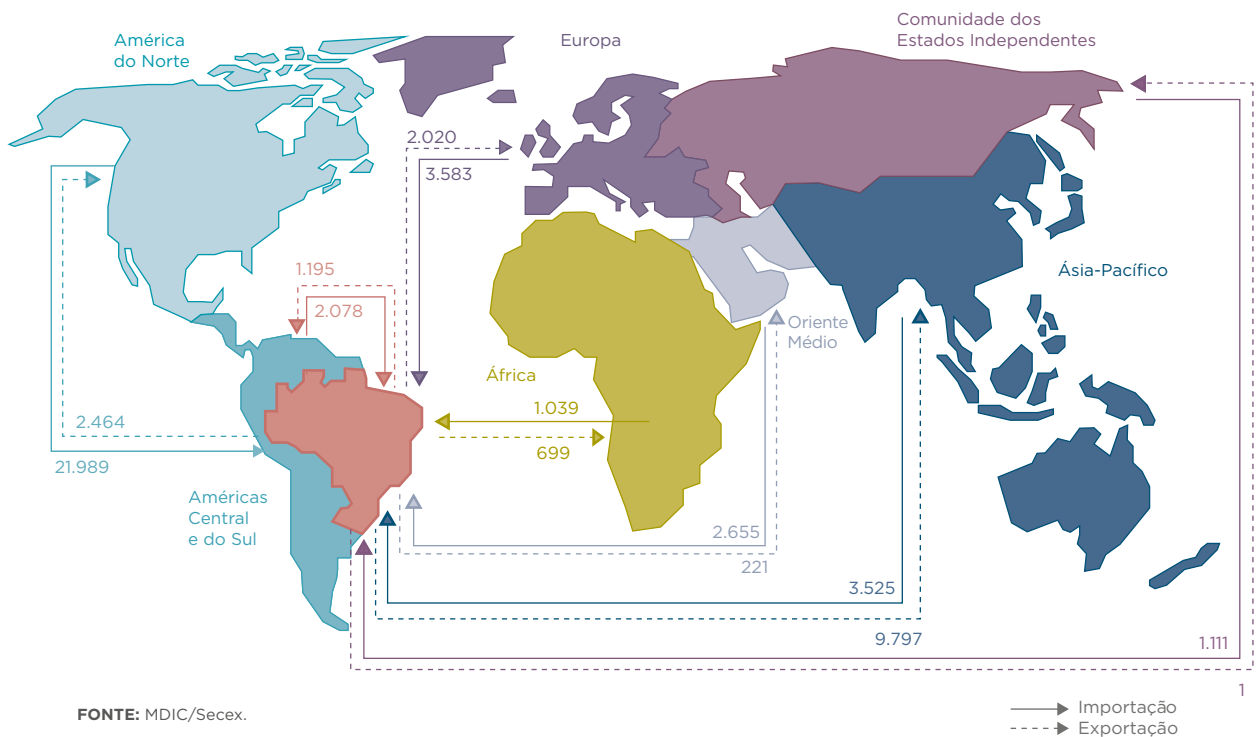 América
do Norte
Europa
Comunidade dos
Estados Independentes
2.020
3.583
1.195
2.078
Ásia-Pacífico
Oriente
Médio
África
1.039
699
2.464
21.989
Américas
Central
e do Sul
2.655
221
3.525
9.797
1.111
1
FONTE: MDIC/Secex.
Importação
Exportação